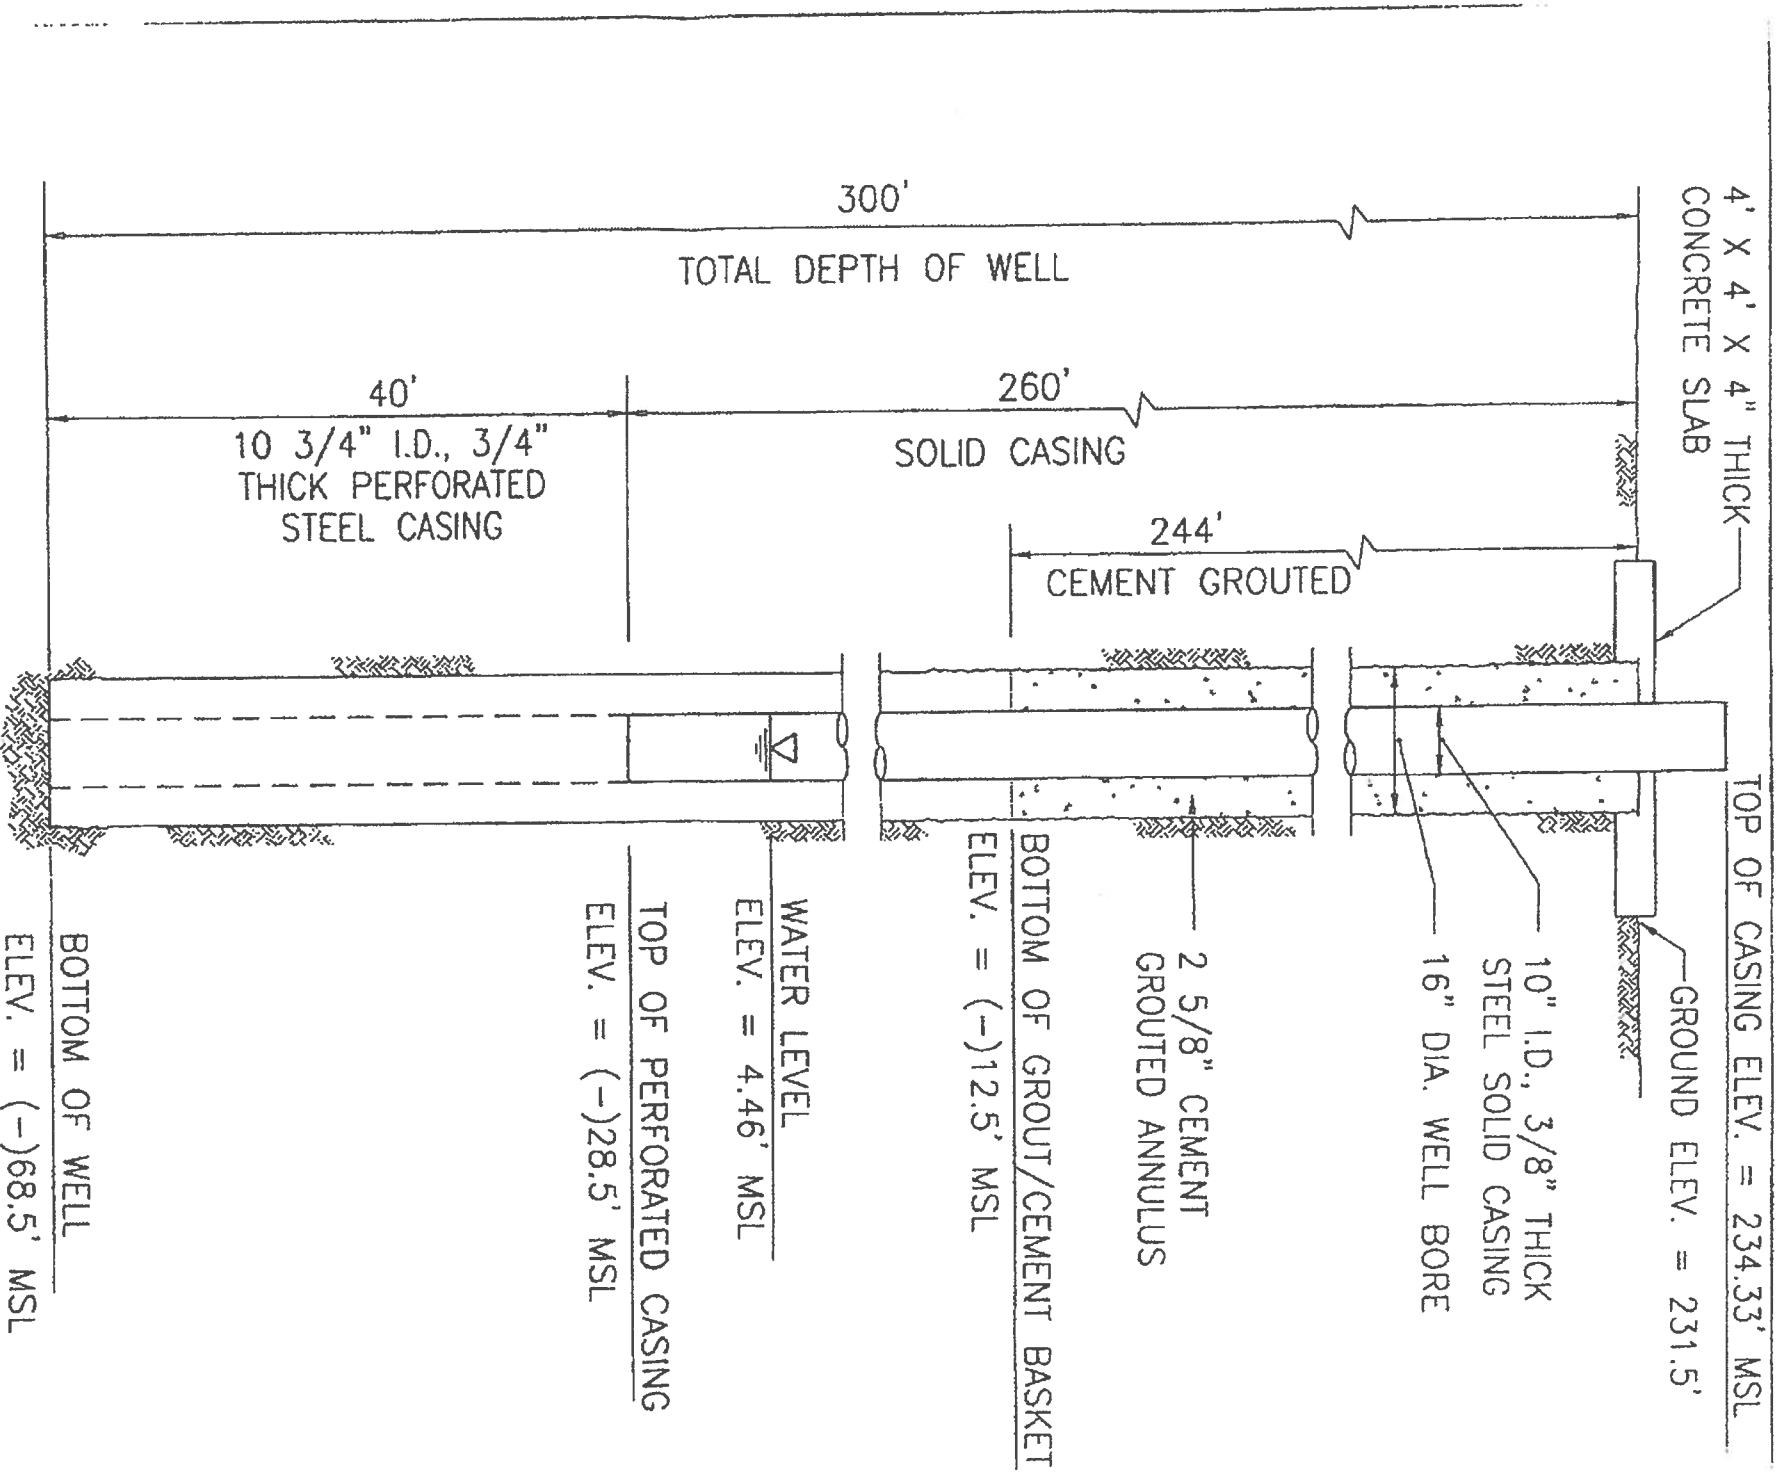 4' X 4' X 4" THICK
CONCRETE SLAB
300'
TOTAL DEPTH OF WELL
40'
10 3/4" I.D., 3/4"
THICK PERFORATED
STEEL CASING
260'
SOLID CASING
244'
CEMENT GROUTED
TOP OF CASING ELEV. = 234.33' MSL
GROUND ELEV. = 231.5'
10" I.D., 3/8" THICK
STEEL SOLID CASING
16" DIA. WELL BORE
2 5/8" CEMENT
GROUTED ANNULUS
BOTTOM OF GROUT/CEMENT BASKET
ELEV. = (-)12.5' MSL
WATER LEVEL
ELEV. = 4.46' MSL
TOP OF PERFORATED CASING
ELEV. = (-)28.5' MSL
BOTTOM OF WELL
ELEV. = (-)68.5' MSL